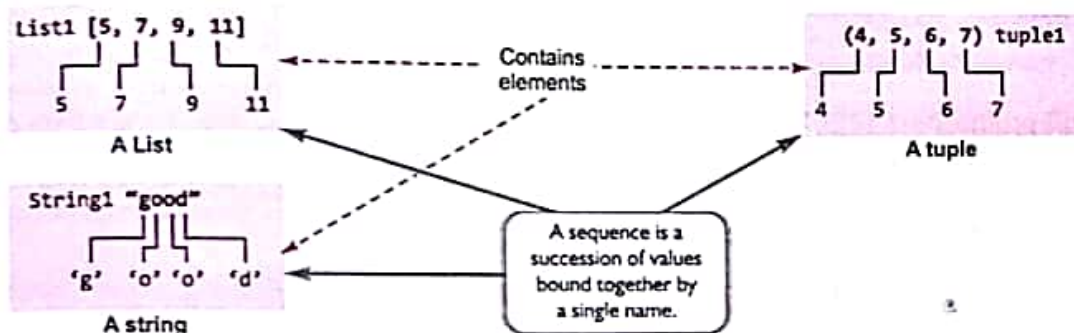 List1 [5, 7, 9, 11]
5 7 9 11
A List
Contains
elements
(4, 5, 6, 7) tuple1
4 5 6 7
A tuple
String1 "good"
'g' 'o' 'o' 'd'
A string
A sequence is a
succession of values
bound together by
a single name.